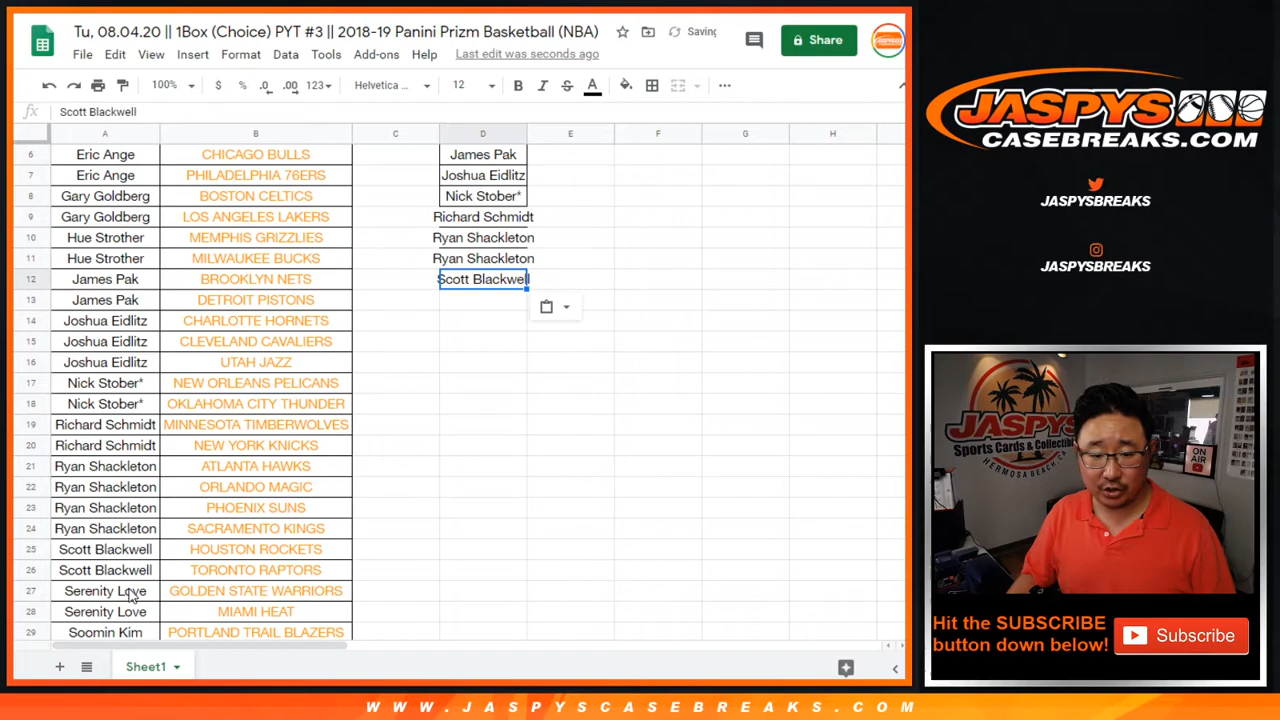 Tu, 08.04.20 || 1Box (Choice) PYT #3 || 2018-19 Panini Prizm Basketball (NBA)
Saving
File Edit View Insert Format Data Tools Add-ons Help Last edit was seconds ago
Share
100% $ % .0 .00 123 Helvetica ... 12 B I S A
fx Scott Blackwell
A B C D E F G H
6 Eric Ange CHICAGO BULLS James Pak
7 Eric Ange PHILADELPHIA 76ERS Joshua Eidlitz
8 Gary Goldberg BOSTON CELTICS Nick Stober*
9 Gary Goldberg LOS ANGELES LAKERS Richard Schmidt
10 Hue Strother MEMPHIS GRIZZLIES Ryan Shackleton
11 Hue Strother MILWAUKEE BUCKS Ryan Shackleton
12 James Pak BROOKLYN NETS Scott Blackwell
13 James Pak DETROIT PISTONS
14 Joshua Eidlitz CHARLOTTE HORNETS
15 Joshua Eidlitz CLEVELAND CAVALIERS
16 Joshua Eidlitz UTAH JAZZ
17 Nick Stober* NEW ORLEANS PELICANS
18 Nick Stober* OKLAHOMA CITY THUNDER
19 Richard Schmidt MINNESOTA TIMBERWOLVES
20 Richard Schmidt NEW YORK KNICKS
21 Ryan Shackleton ATLANTA HAWKS
22 Ryan Shackleton ORLANDO MAGIC
23 Ryan Shackleton PHOENIX SUNS
24 Ryan Shackleton SACRAMENTO KINGS
25 Scott Blackwell HOUSTON ROCKETS
26 Scott Blackwell TORONTO RAPTORS
27 Serenity Love GOLDEN STATE WARRIORS
28 Serenity Love MIAMI HEAT
29 Soomin Kim PORTLAND TRAIL BLAZERS
Sheet1
JASPYS
CASEBREAKS.COM
JASPYSBREAKS
JASPYSBREAKS
JASPYS
Sports Cards & Collectibles
HERMOSA BEACH, CA
ON AIR
Hit the SUBSCRIBE
button down below!
Subscribe
WWW.JASPYSCASEBREAKS.COM